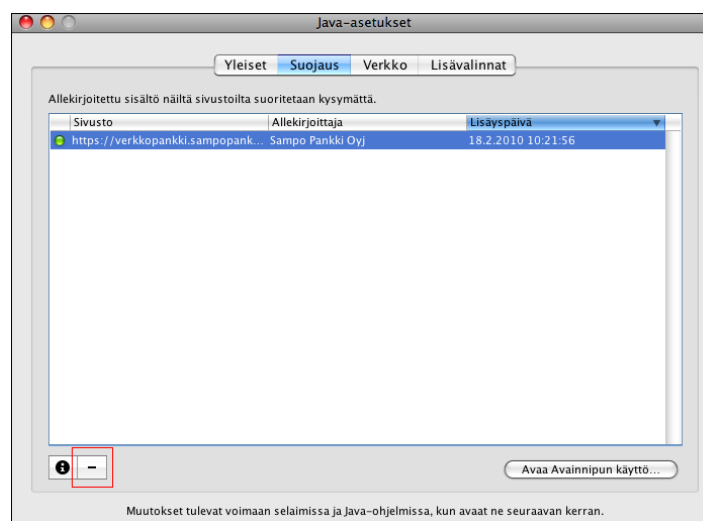 Java-asetukset
Yleiset Suojaus Verkko Lisävalinnat
Allekirjoitettu sisältö näiltä sivustoilta suoritetaan kysymättä.
Sivusto Allekirjoittaja Lisäyspäivä
https://verkkopankki.sampopank... Sampo Pankki Oyj 18.2.2010 10:21:56
Avaa Avainnipun käyttö...
Muutokset tulevat voimaan selaimissa ja Java-ohjelmissa, kun avaat ne seuraavan kerran.